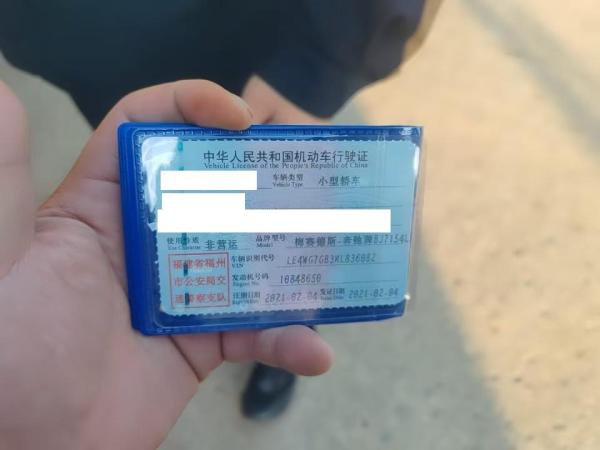 中华人民共和国机动车行驶证
Vehicle License of the People's Republic of China
车辆类型 小型轿车
Vehicle Type
使用性质 非营运 品牌型号 梅赛德斯-奔驰牌BJ7154
Use Character Model
福建省福州 车辆识别代号 LE4WG7GB3ML836082
VIN
市公安局交 发动机号码 10848650
Engine No.
通警察支队 注册日期 2021-02-04 发证日期 2021-02-04
Register Date Issue Date